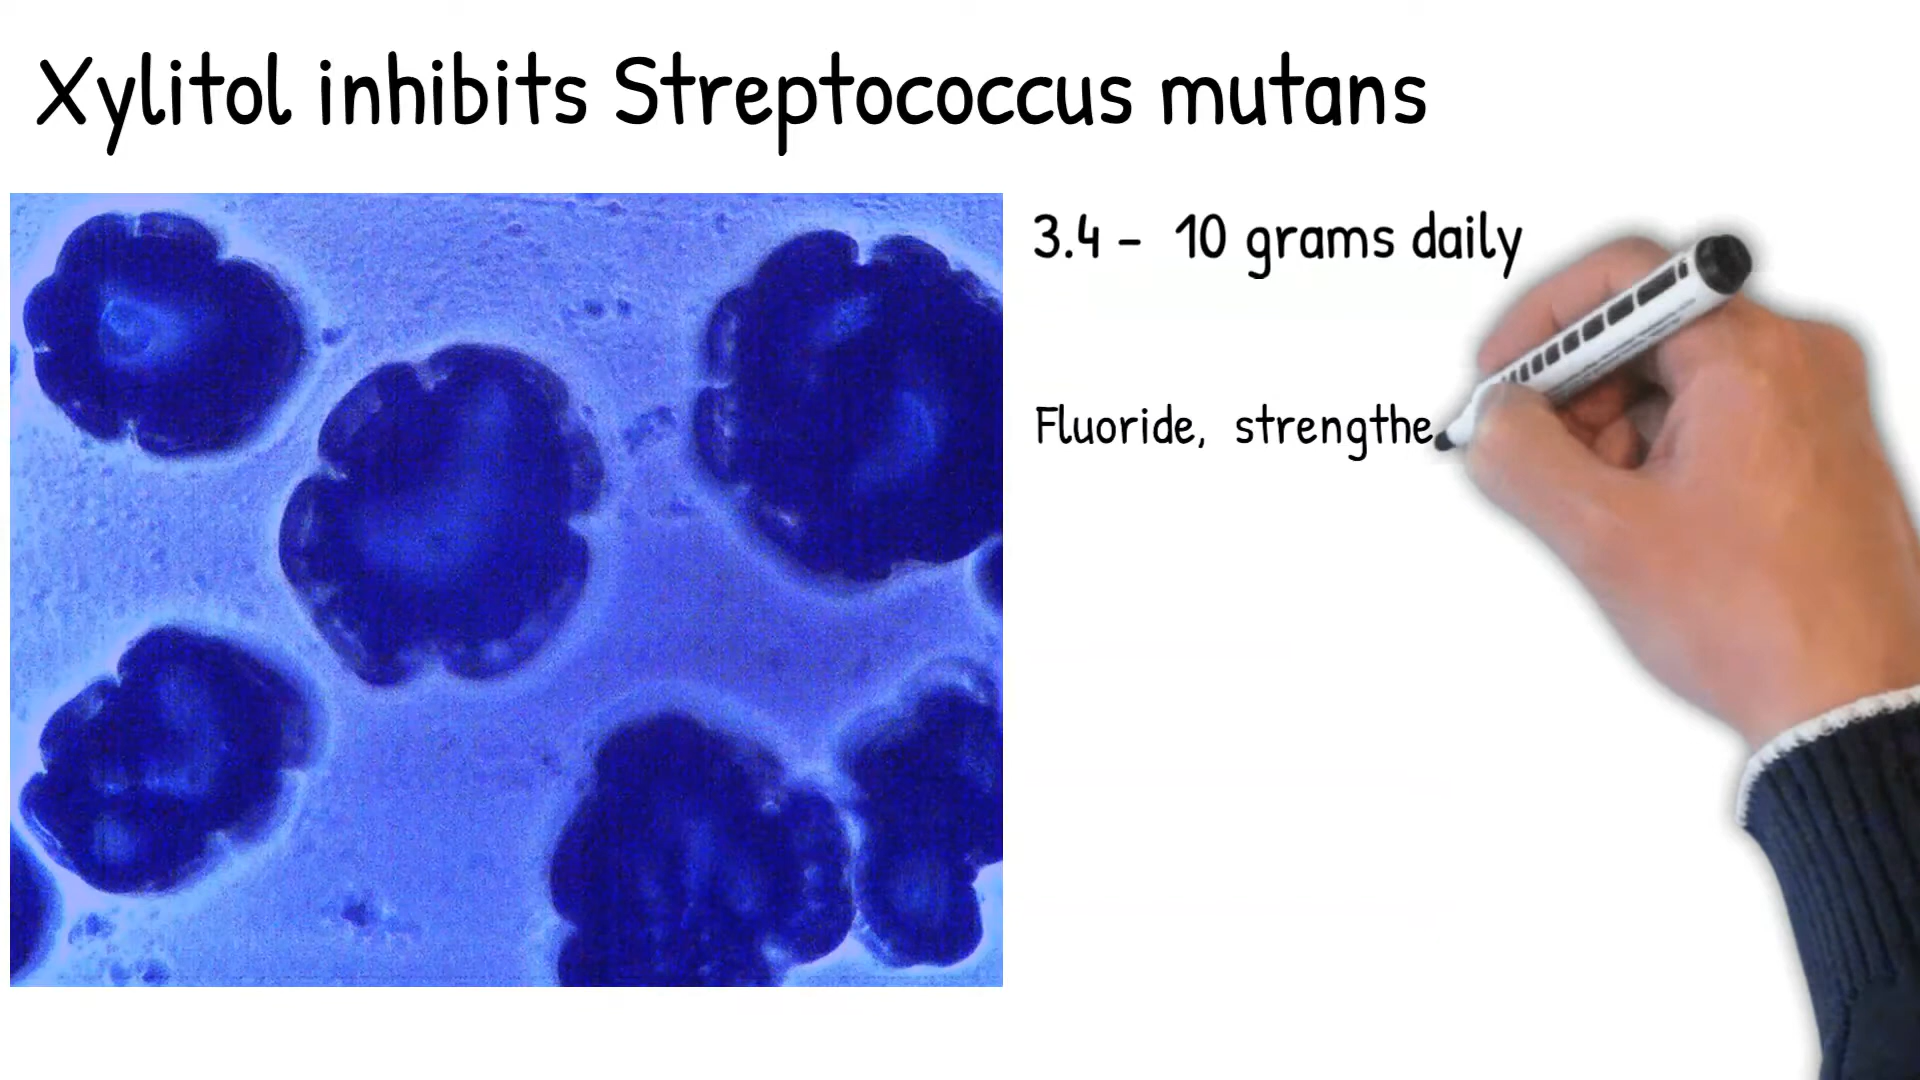 Xylitol inhibits Streptococcus mutans
3.4 - 10 grams daily
Fluoride, strengthe